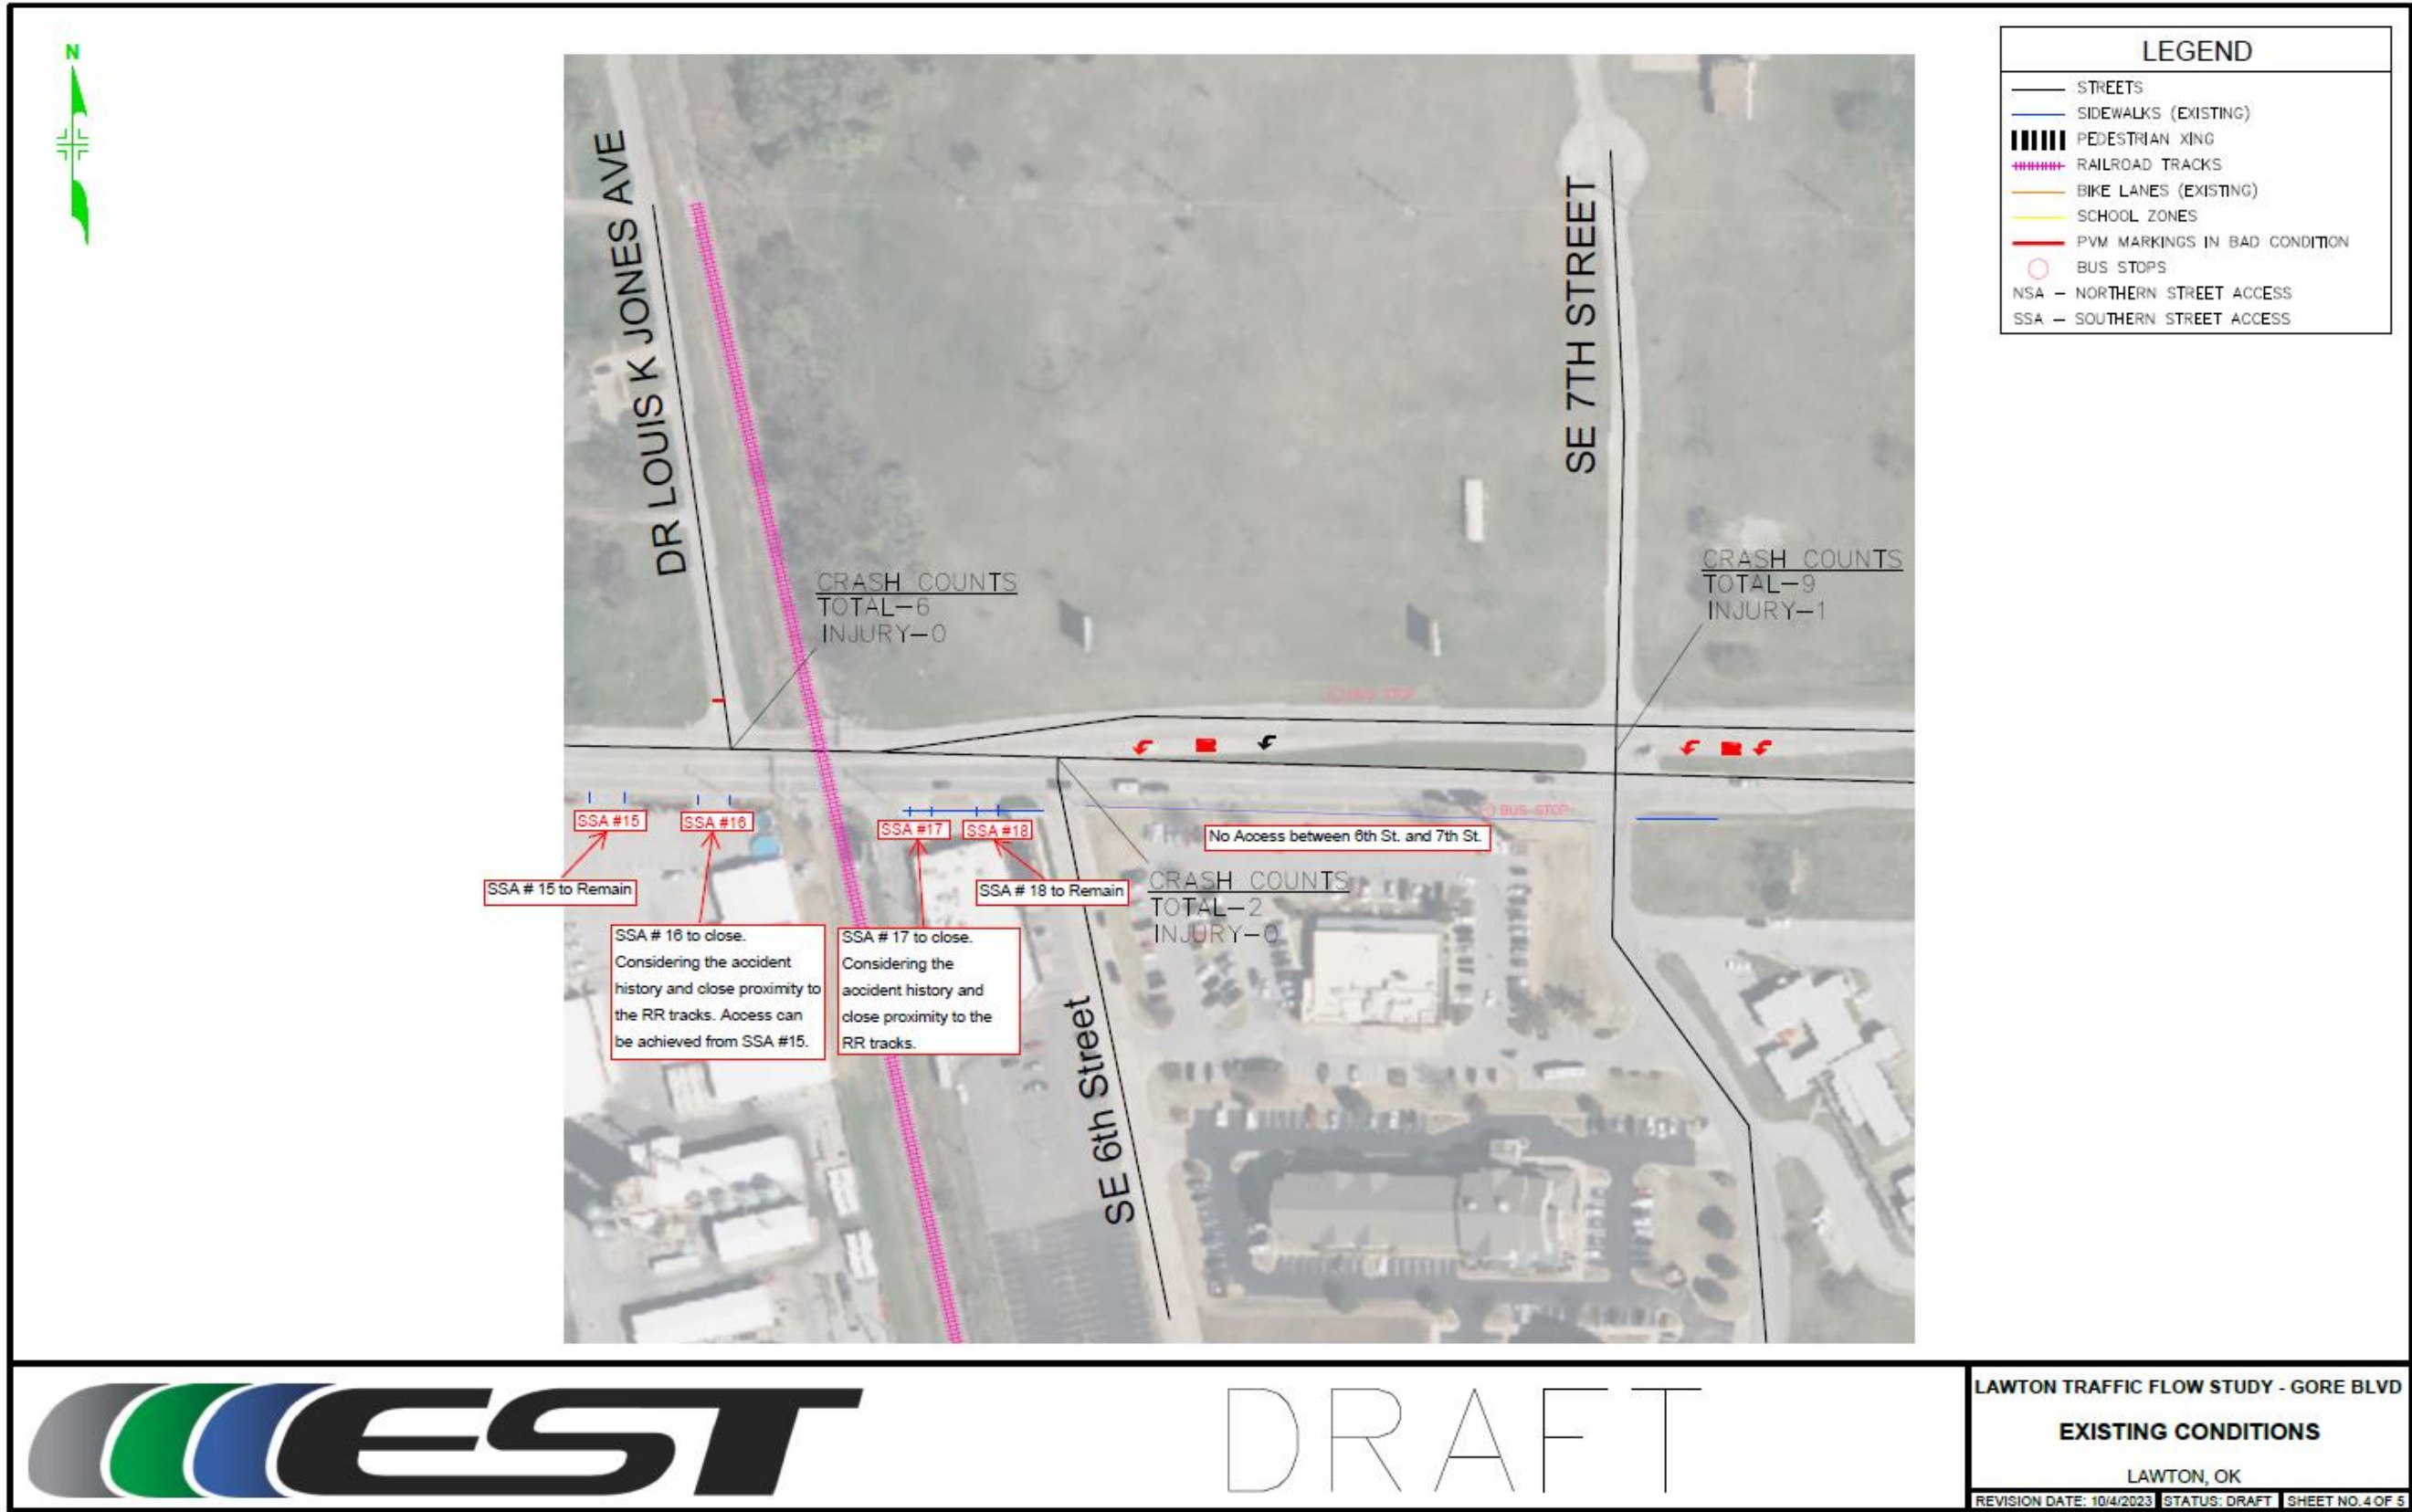 N
LEGEND
STREETS
SIDEWALKS (EXISTING)
PEDESTRIAN XING
RAILROAD TRACKS
BIKE LANES (EXISTING)
SCHOOL ZONES
PVM MARKINGS IN BAD CONDITION
BUS STOPS
NSA – NORTHERN STREET ACCESS
SSA – SOUTHERN STREET ACCESS
DR LOUIS K JONES AVE
SE 7TH STREET
CRASH COUNTS
TOTAL–6
INJURY–0
CRASH COUNTS
TOTAL–9
INJURY–1
BUS STOP
SSA #15
SSA #16
SSA #17
SSA #18
BUS STOP
No Access between 6th St. and 7th St.
SSA # 15 to Remain
SSA # 18 to Remain
CRASH COUNTS
TOTAL–2
INJURY–0
SSA # 16 to close.
Considering the accident
history and close proximity to
the RR tracks. Access can
be achieved from SSA #15.
SSA # 17 to close.
Considering the
accident history and
close proximity to the
RR tracks.
SE 6th Street
EST
DRAFT
LAWTON TRAFFIC FLOW STUDY - GORE BLVD
EXISTING CONDITIONS
LAWTON, OK
REVISION DATE: 10/4/2023 STATUS: DRAFT SHEET NO. 4 OF 5